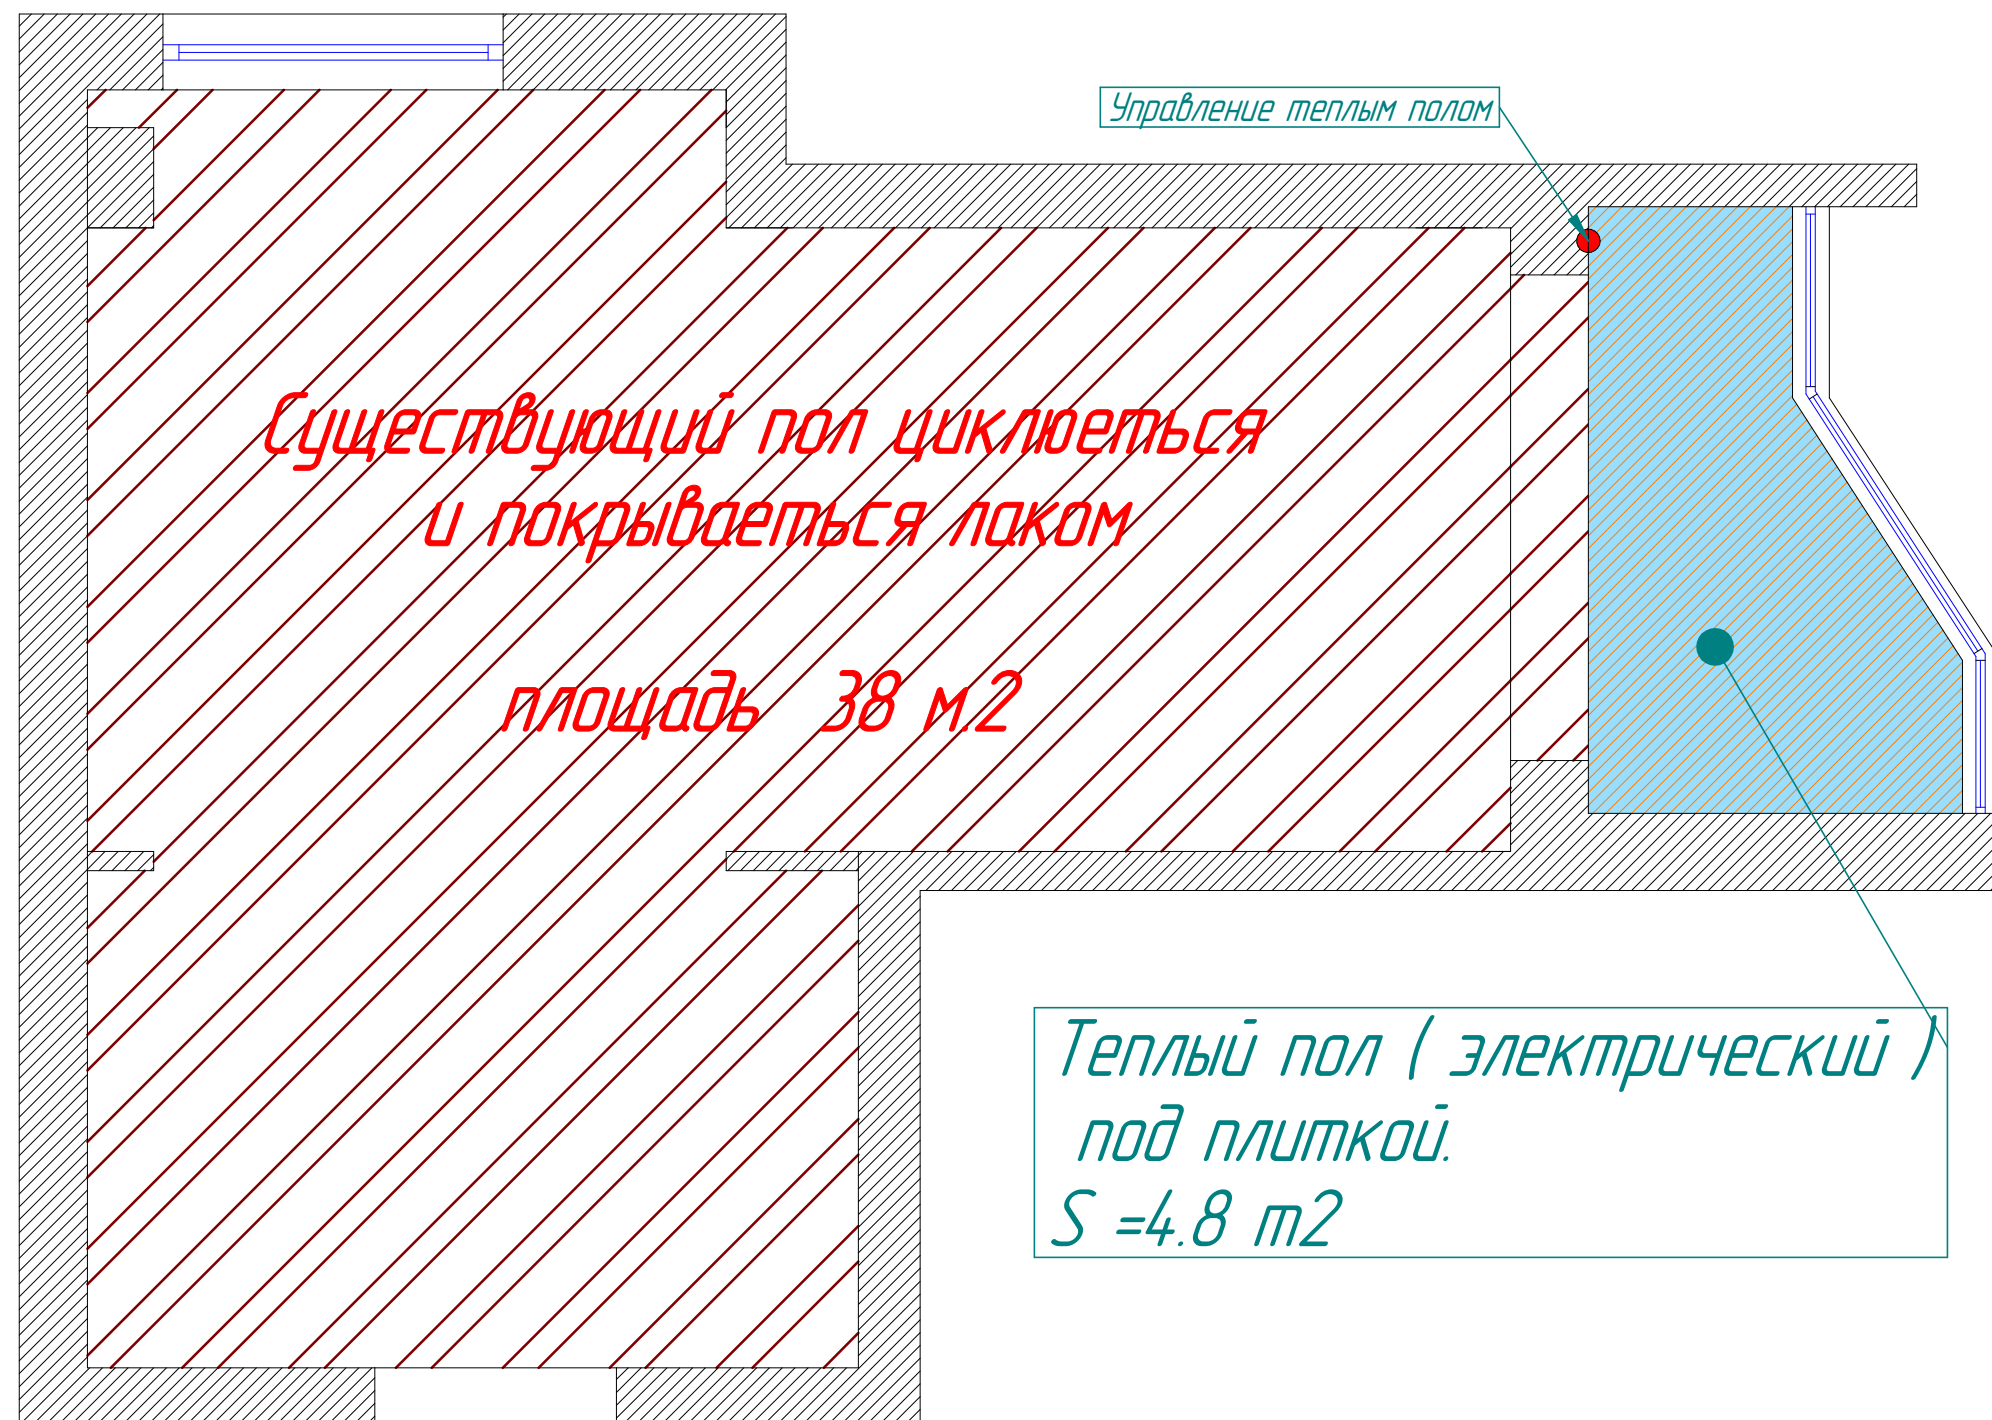 Управление теплым полом
Существующий пол циклюеться
и покрываеться лаком
площадь 38 м.2
Теплый пол ( электрический )
под плиткой.
S =4.8 m2